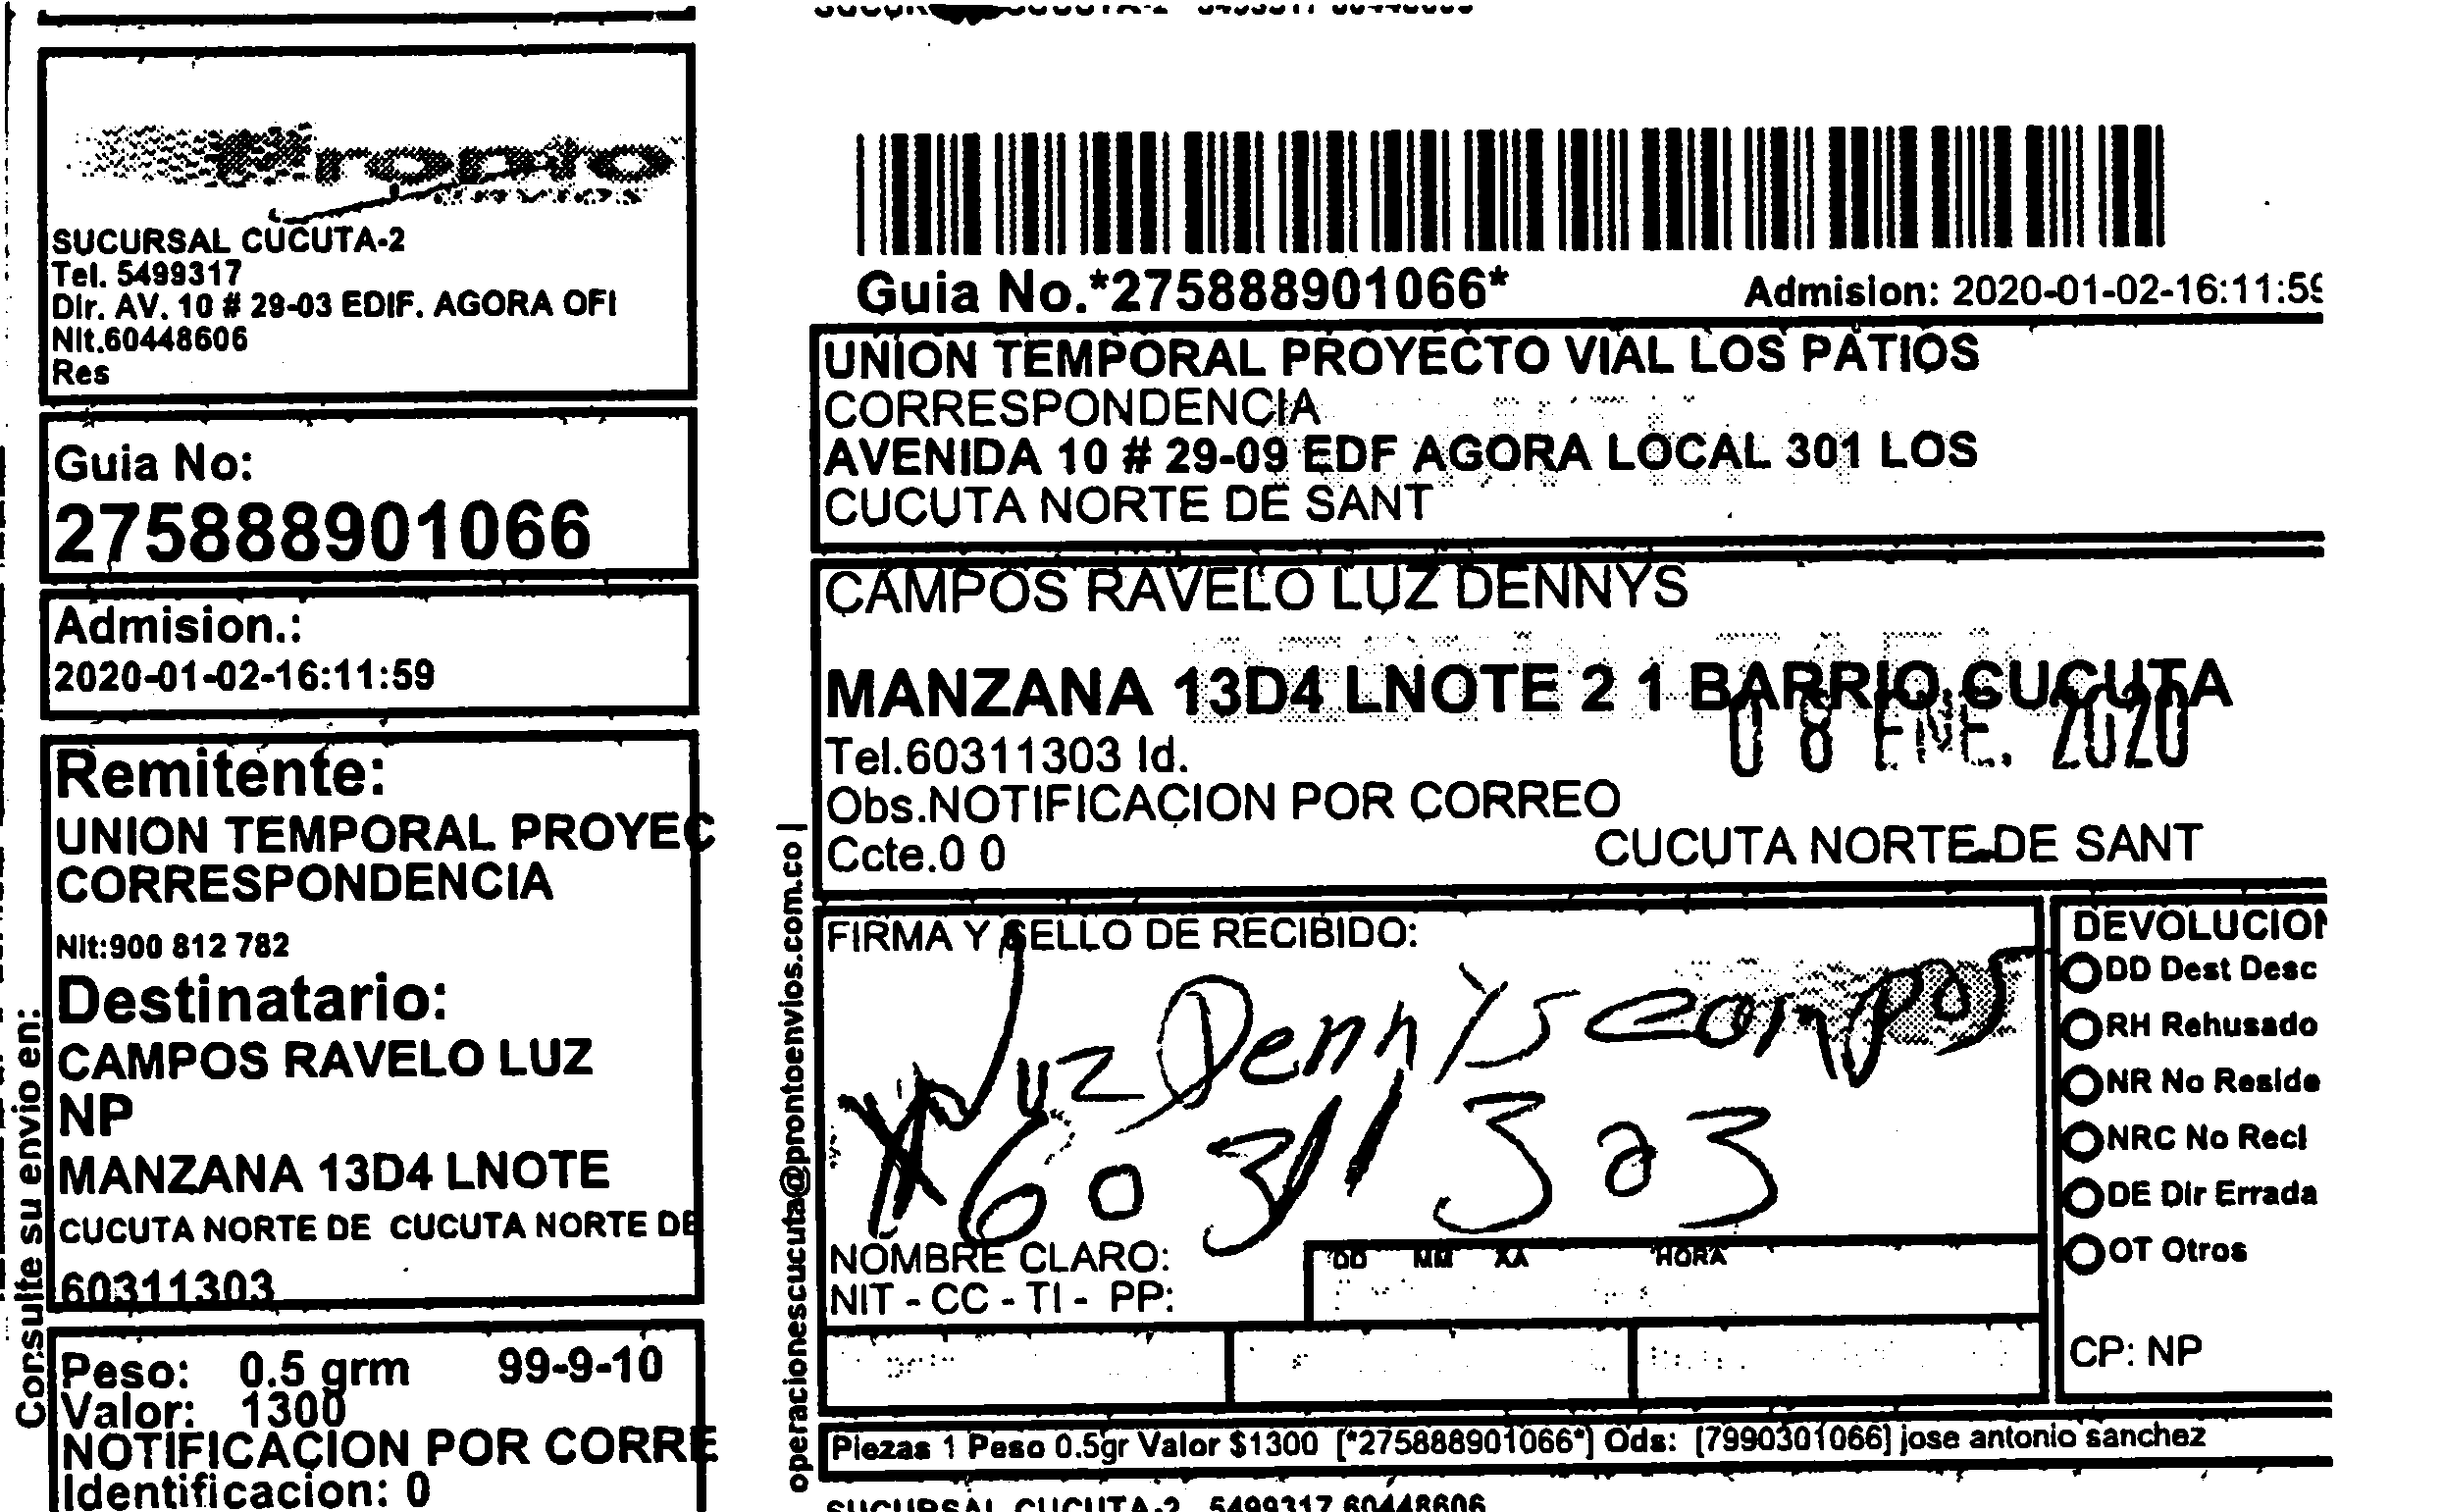 SUCURSAL CUCUTA-2
Tel. 5499317
Dir. AV. 10 # 29-03 EDIF. AGORA OFI
Nit.60448606
Res
Guia No:
275888901066
Admision.:
2020-01-02-16:11:59
Remitente:
UNION TEMPORAL PROYEC
CORRESPONDENCIA
Nit:900 812 782
Destinatario:
CAMPOS RAVELO LUZ
NP
MANZANA 13D4 LNOTE
CUCUTA NORTE DE CUCUTA NORTE DE
60311303
Peso: 0.5 grm 99-9-10
Valor: 1300
NOTIFICACION POR CORRE
Identificacion: 0
Consulte su envio en:
Guia No.*275888901066*
Admision: 2020-01-02-16:11:59
UNION TEMPORAL PROYECTO VIAL LOS PATIOS
CORRESPONDENCIA
AVENIDA 10 # 29-09 EDF AGORA LOCAL 301 LOS
CUCUTA NORTE DE SANT
CAMPOS RAVELO LUZ DENNYS
MANZANA 13D4 LNOTE 2 1 BARRIO CUCUTA
08 ENE. 2020
Tel.60311303 Id.
Obs.NOTIFICACION POR CORREO
Ccte.0 0
CUCUTA NORTE DE SANT
operacionescucuta@prontoenvios.com.co |
FIRMA Y SELLO DE RECIBIDO:
Luz Dennys Campos
60311303
NOMBRE CLARO:
NIT - CC - TI - PP:
DD MM AA HORA
DEVOLUCION
DD Dest Desc
RH Rehusado
NR No Reside
NRC No Recl
DE Dir Errada
OT Otros
CP: NP
Piezas 1 Peso 0.5gr Valor $1300 [*275888901066*] Ods: [7990301066] jose antonio sanchez
SUCURSAL CUCUTA-2 5499317 60448606